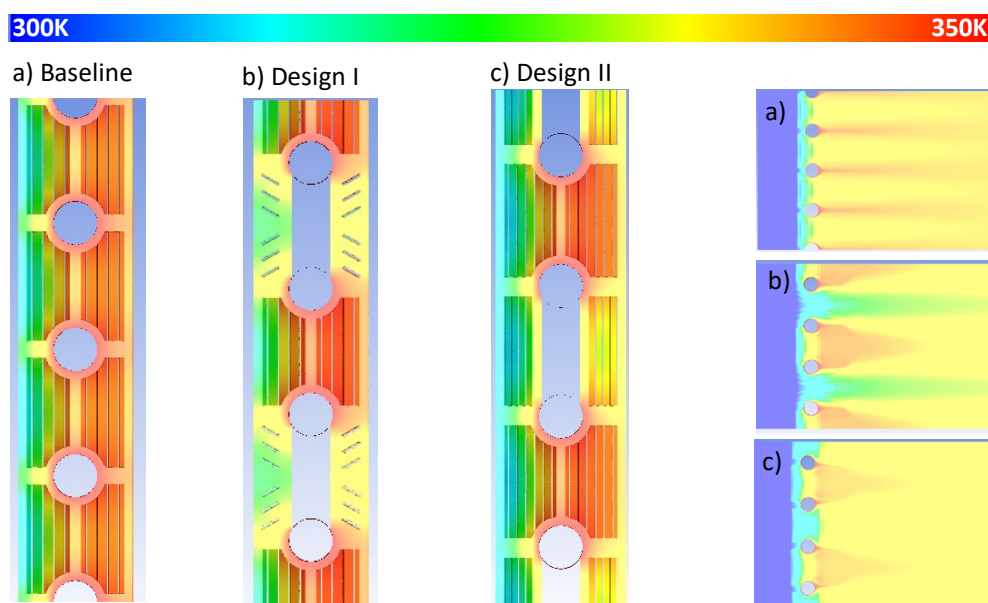 300K 350K
a) Baseline
b) Design I
c) Design II
a)
b)
c)